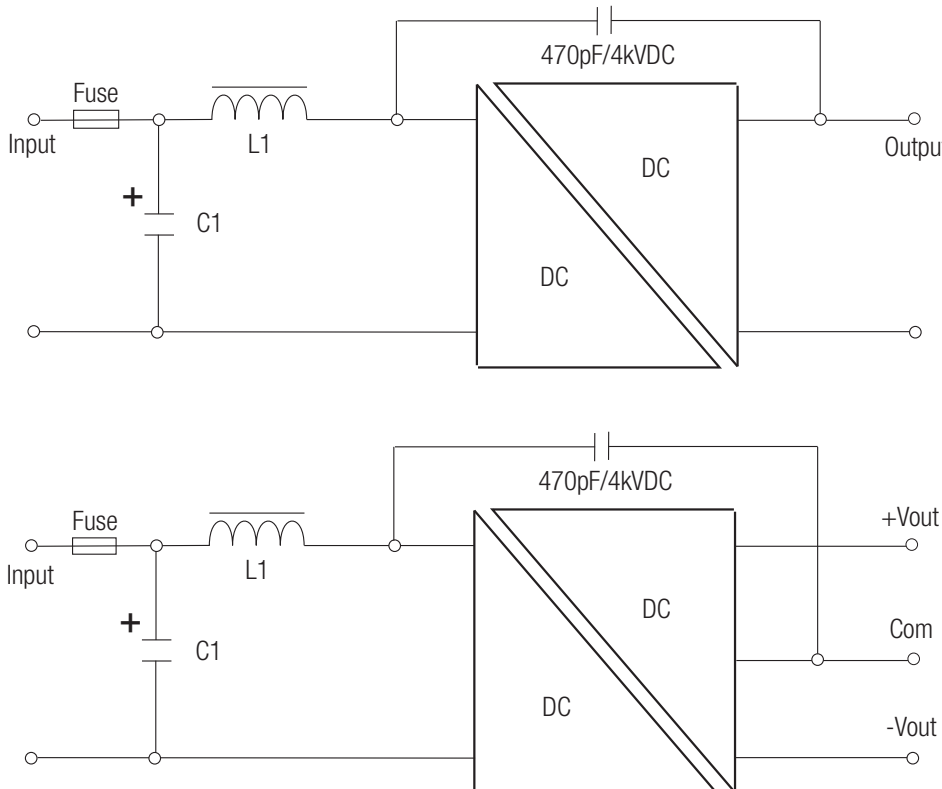 470pF/4kVDC
Fuse
Input
L1
DC
Outpu
+
C1
DC
470pF/4kVDC
Fuse
+Vout
Input
L1
DC
Com
+
C1
DC
-Vout